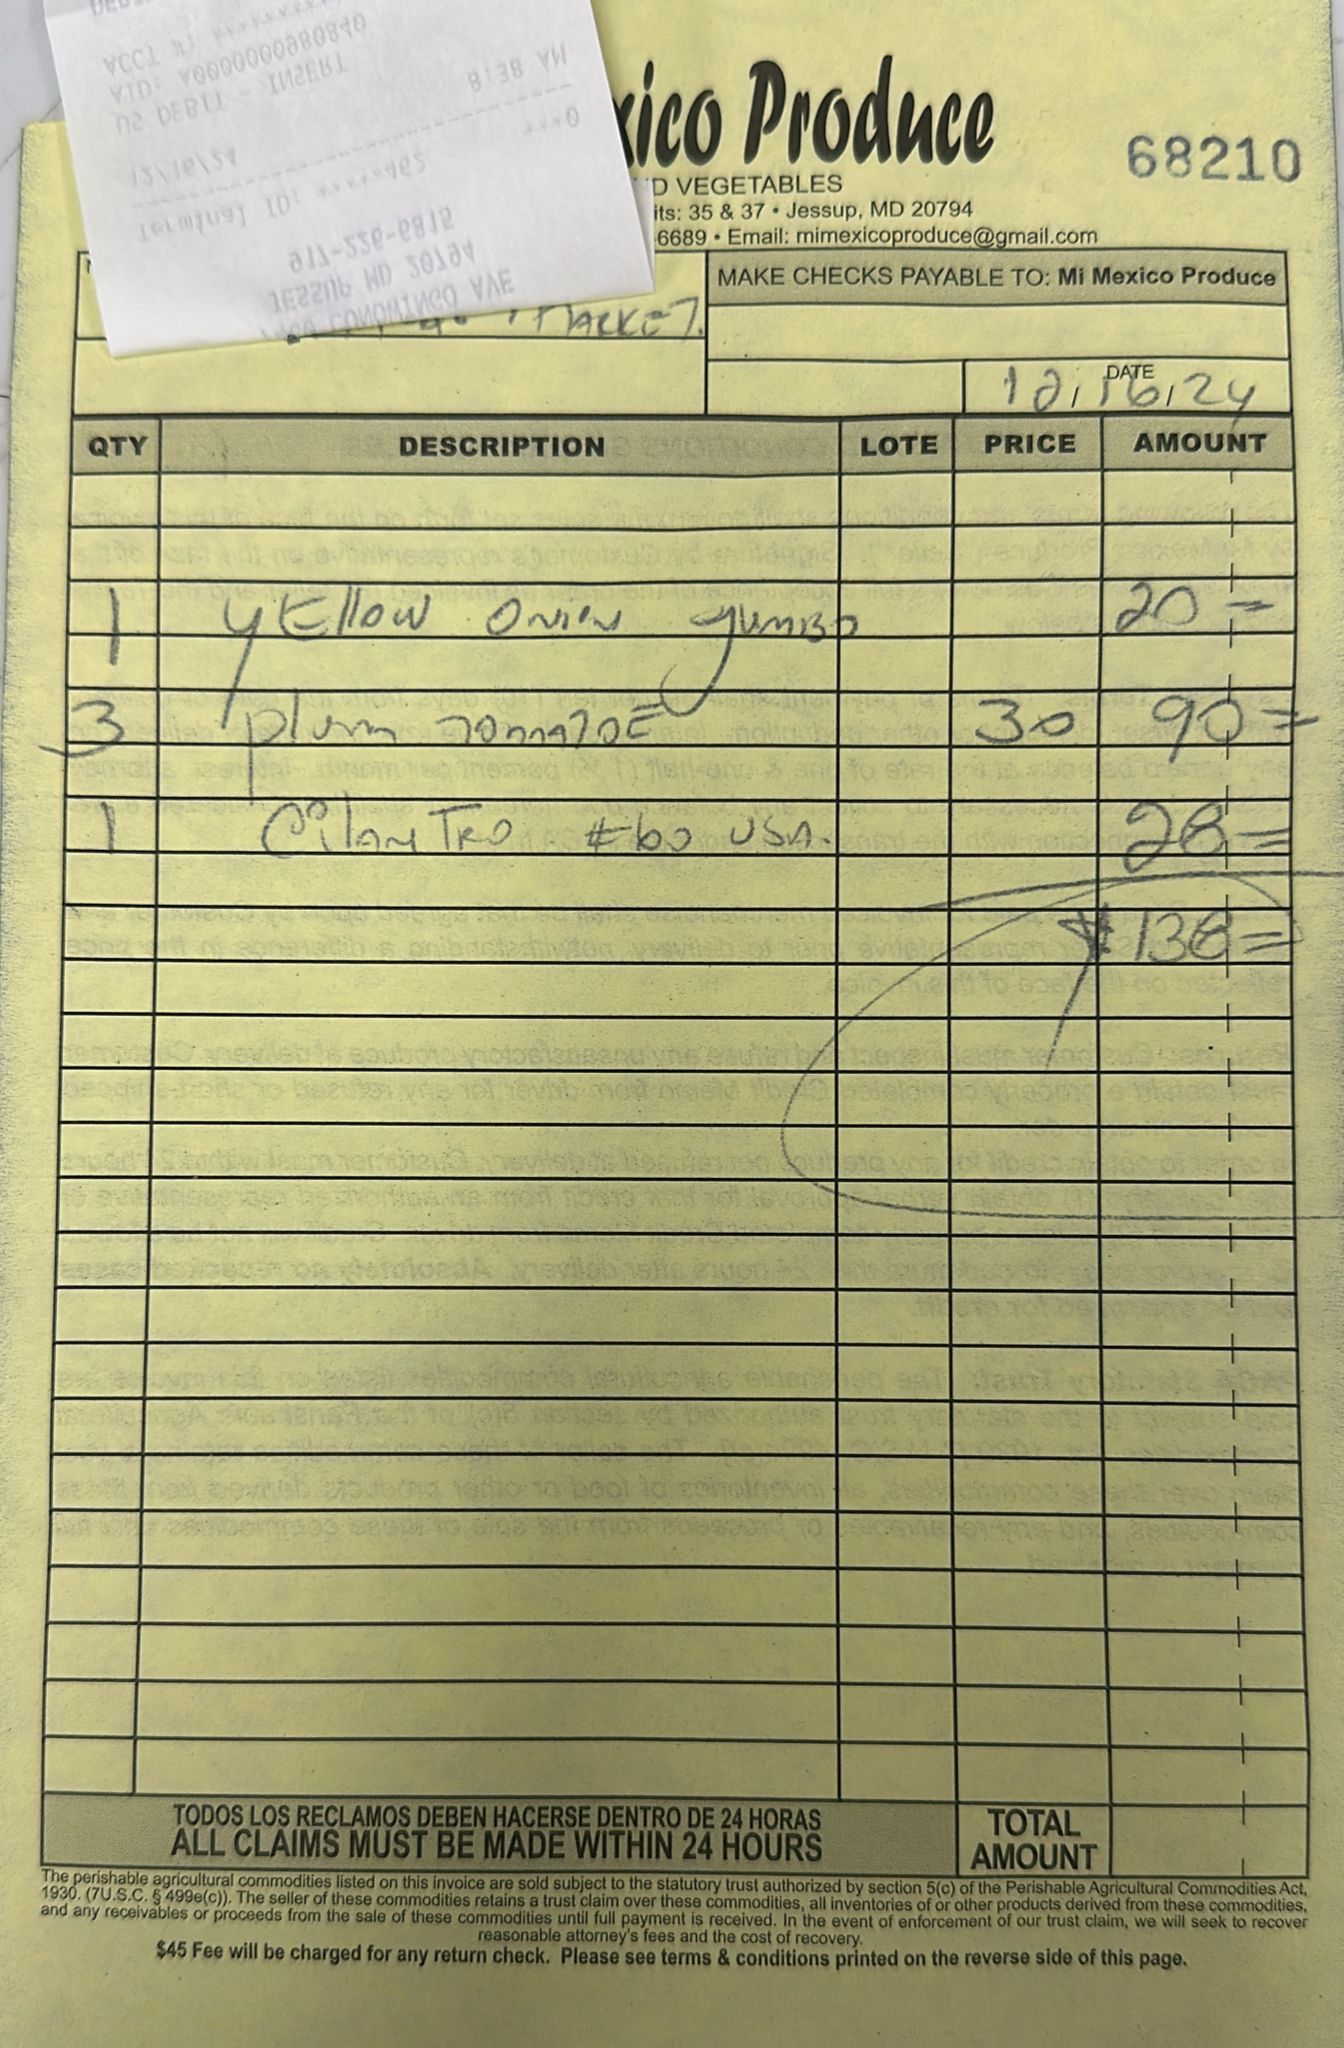 ACCT #: *******
AID: A0000000980840
US DEBIT - INSERT
8:38 AM
12/16/24
***0
Terminal ID: ****462
917-226-6815
JESSUP MD 20794
CONOWINGO AVE
xico Produce
68210
D VEGETABLES
its: 35 & 37 • Jessup, MD 20794
-6689 • Email: mimexicoproduce@gmail.com
MAKE CHECKS PAYABLE TO: Mi Mexico Produce
MARKET.
DATE
12/16/24
QTY DESCRIPTION LOTE PRICE AMOUNT
1 YEllow ONION Jumbo 20=
3 plum TOMATOE 30 90=
1 CilanTRO #60 USA. 28=
$138=
TODOS LOS RECLAMOS DEBEN HACERSE DENTRO DE 24 HORAS
ALL CLAIMS MUST BE MADE WITHIN 24 HOURS
TOTAL
AMOUNT
The perishable agricultural commodities listed on this invoice are sold subject to the statutory trust authorized by section 5(c) of the Perishable Agricultural Commodities Act,
1930. (7U.S.C. § 499e(c)). The seller of these commodities retains a trust claim over these commodities, all inventories of or other products derived from these commodities,
and any receivables or proceeds from the sale of these commodities until full payment is received. In the event of enforcement of our trust claim, we will seek to recover
reasonable attorney's fees and the cost of recovery.
$45 Fee will be charged for any return check. Please see terms & conditions printed on the reverse side of this page.